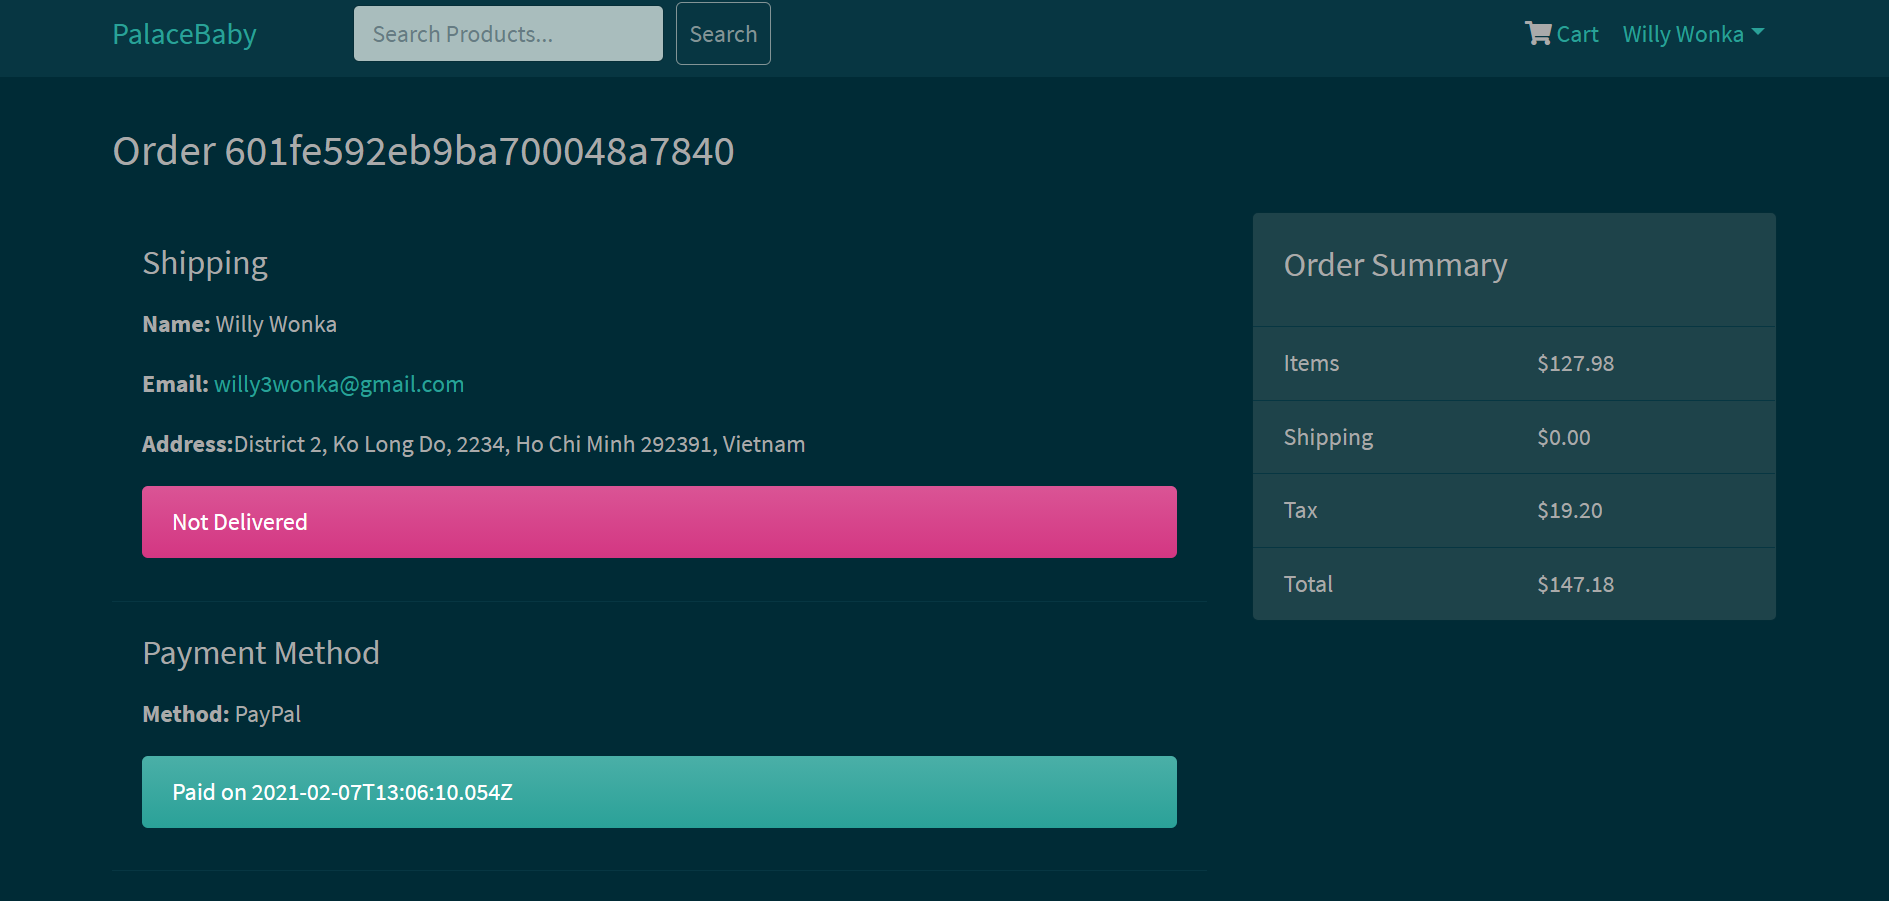 PalaceBaby
Search Products...
Search
Cart
Willy Wonka
Order 601fe592eb9ba700048a7840
Shipping
Name: Willy Wonka
Email: willy3wonka@gmail.com
Address:District 2, Ko Long Do, 2234, Ho Chi Minh 292391, Vietnam
Not Delivered
Payment Method
Method: PayPal
Paid on 2021-02-07T13:06:10.054Z
Order Summary
Items $127.98
Shipping $0.00
Tax $19.20
Total $147.18